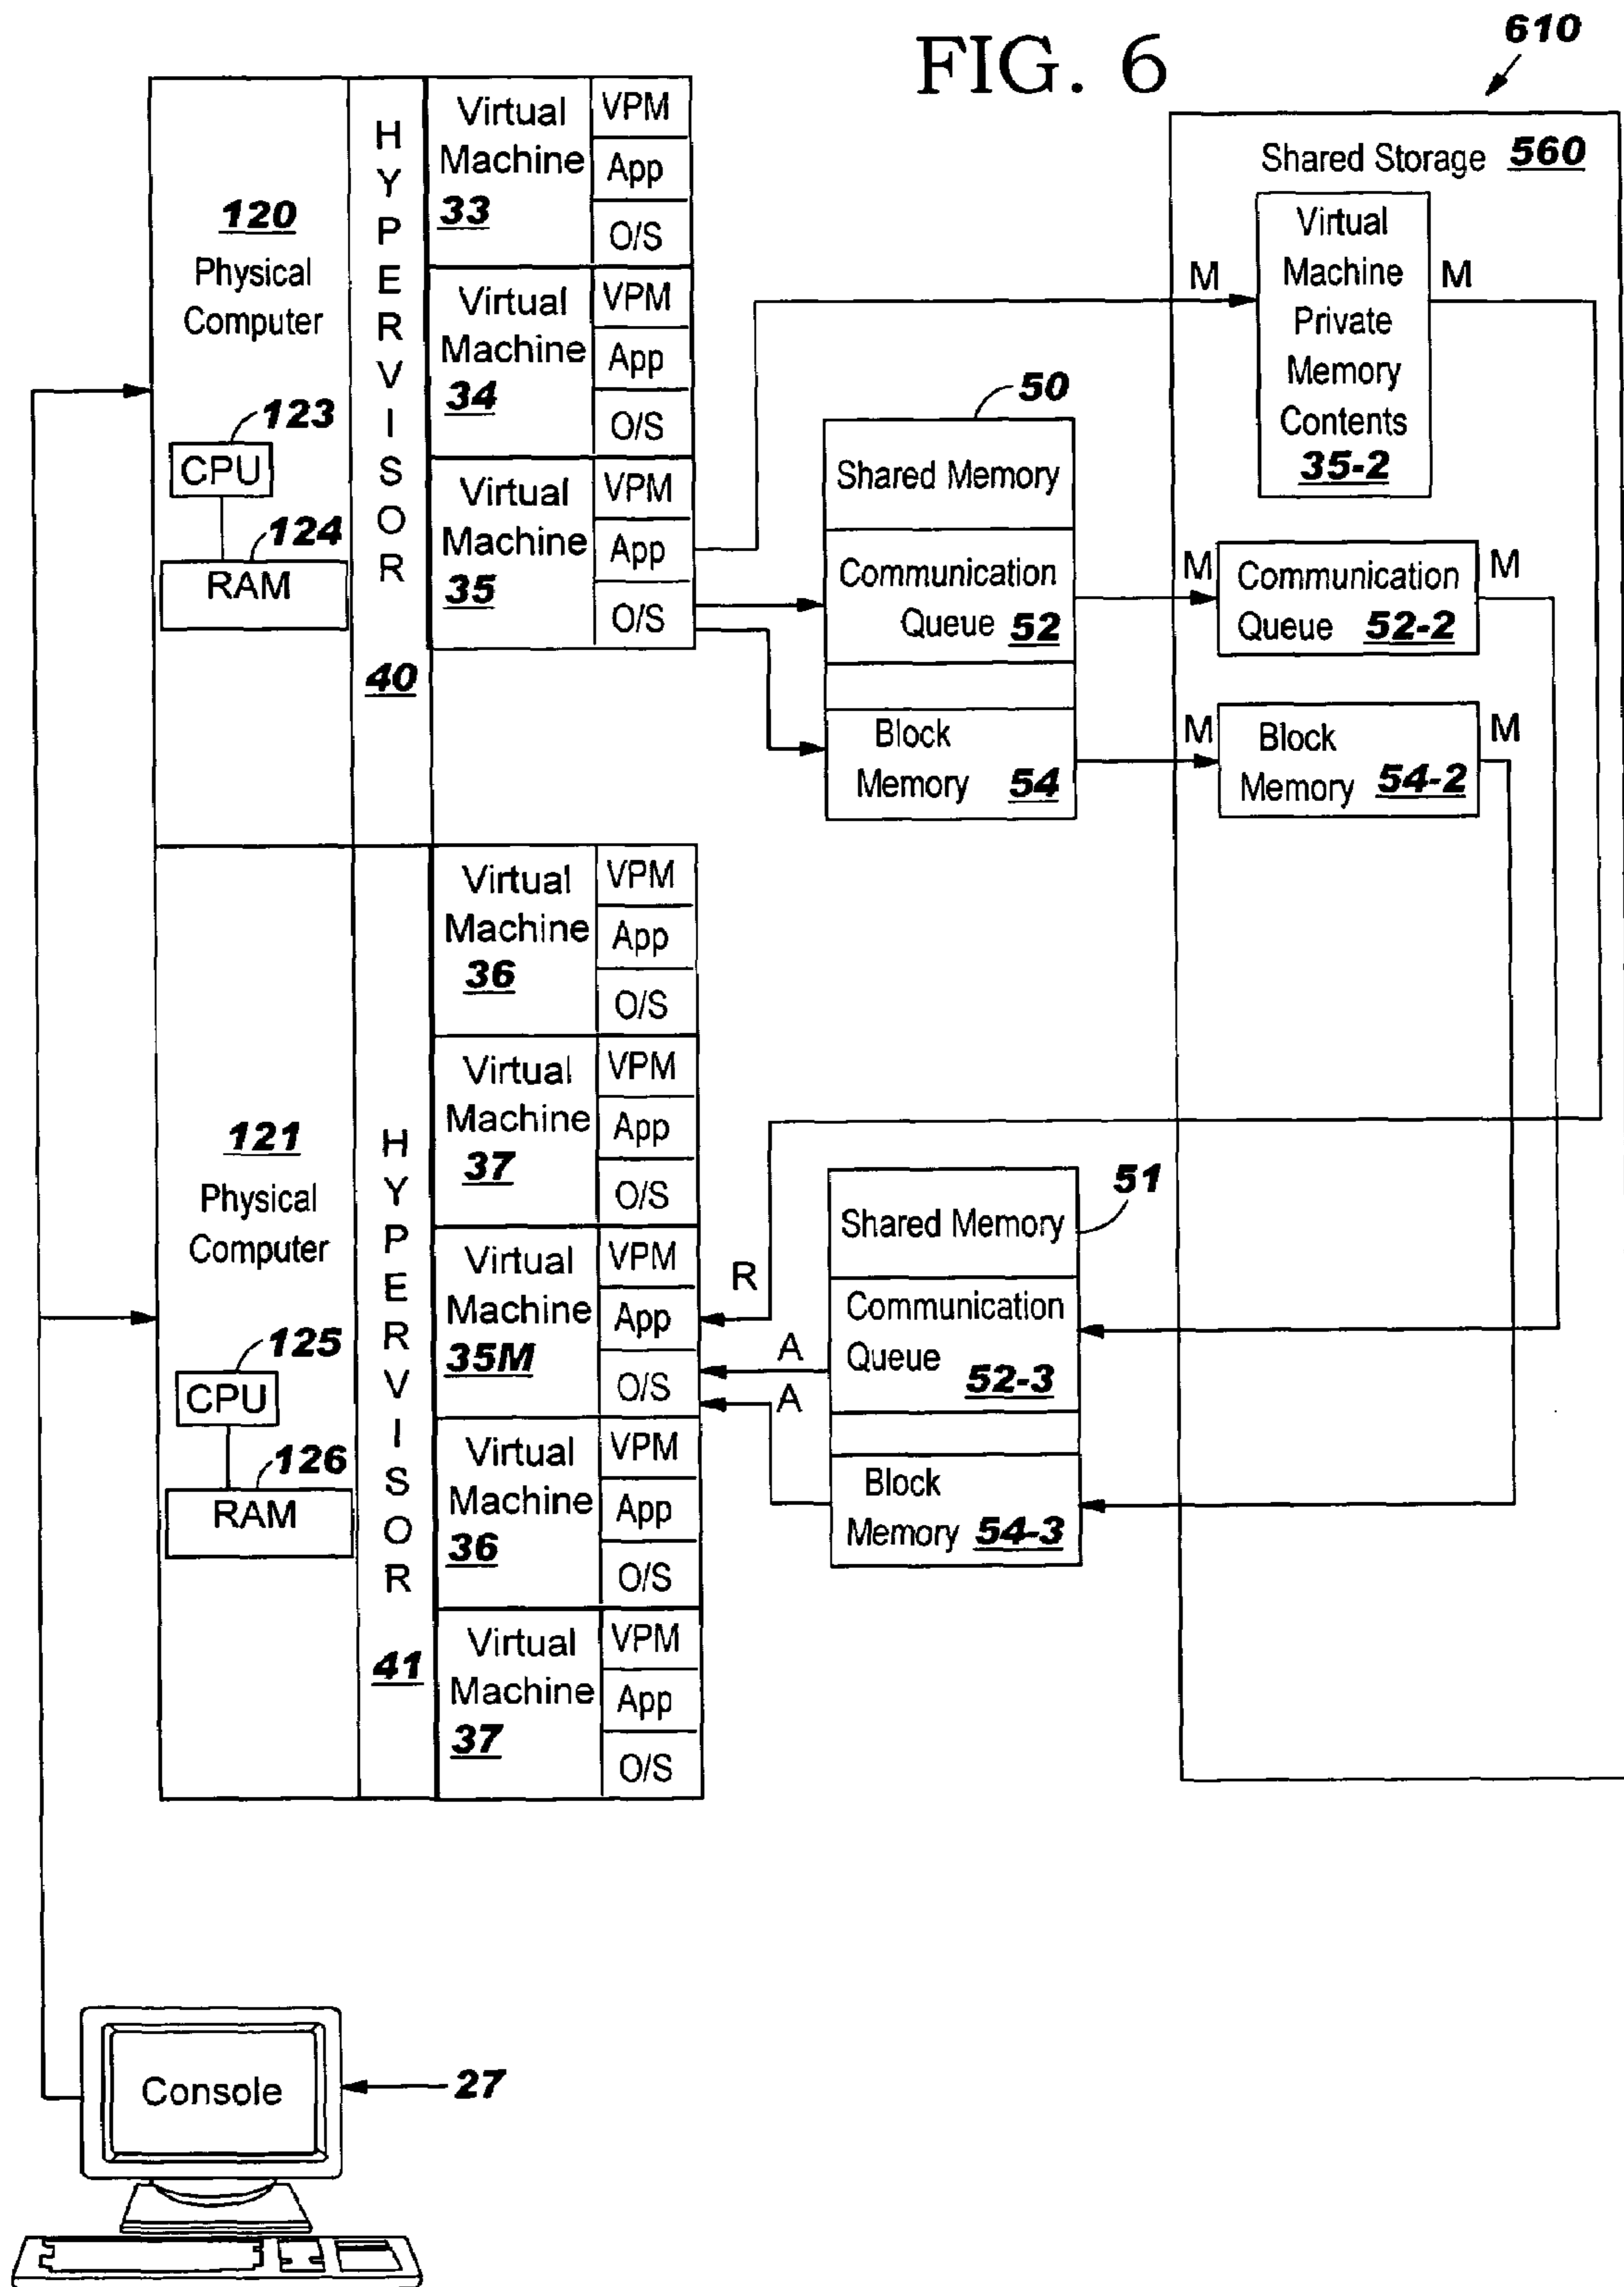 FIG. 6
610
120
Physical
Computer
123
CPU
124
RAM
H
Y
P
E
R
V
I
S
O
R
40
Virtual
Machine
33
VPM
App
O/S
Virtual
Machine
34
VPM
App
O/S
Virtual
Machine
35
VPM
App
O/S
50
Shared Memory
Communication
Queue 52
Block
Memory 54
Shared Storage 560
M
Virtual
Machine
Private
Memory
Contents
35-2
M
M
Communication
Queue 52-2
M
M
Block
Memory 54-2
M
121
Physical
Computer
125
CPU
126
RAM
H
Y
P
E
R
V
I
S
O
R
41
Virtual
Machine
36
VPM
App
O/S
Virtual
Machine
37
VPM
App
O/S
Virtual
Machine
35M
VPM
App
O/S
Virtual
Machine
36
VPM
App
O/S
Virtual
Machine
37
VPM
App
O/S
R
A
A
51
Shared Memory
Communication
Queue 52-3
Block
Memory 54-3
Console
27